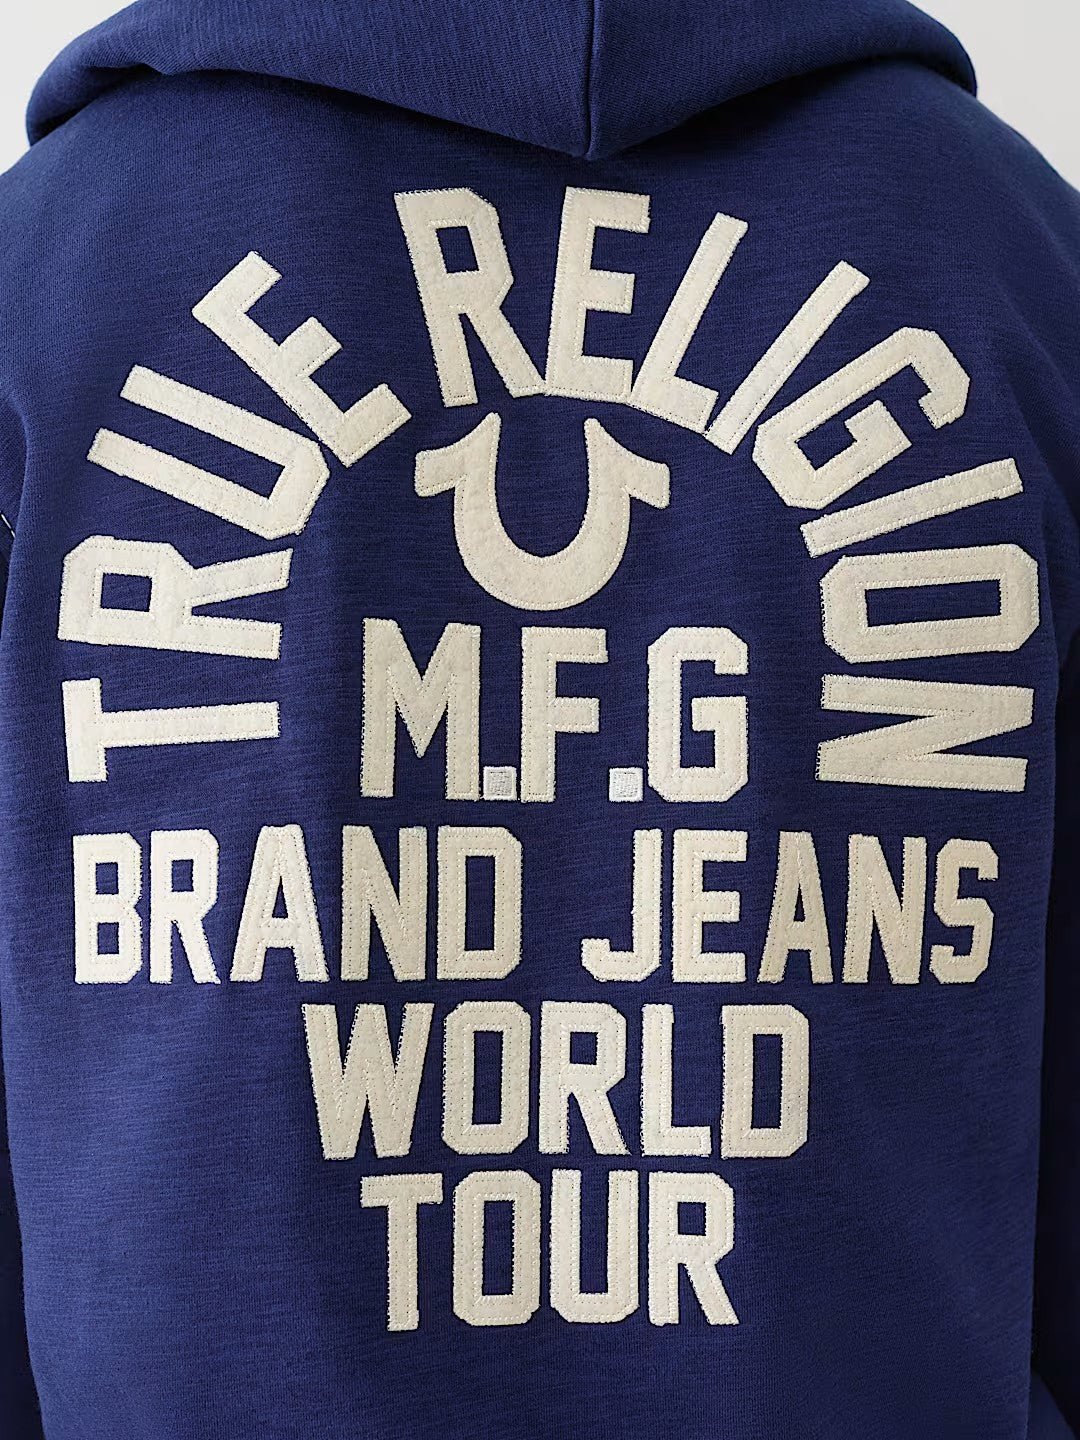 TRUE RELIGION
M.F.G
BRAND JEANS
WORLD
TOUR